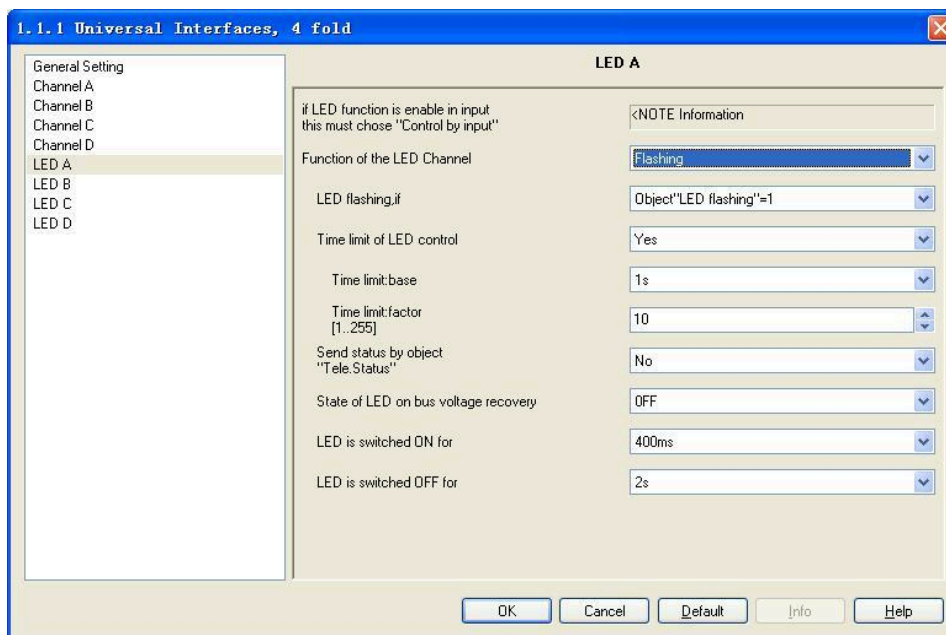 1.1.1 Universal Interfaces, 4 fold
General Setting
Channel A
Channel B
Channel C
Channel D
LED A
LED B
LED C
LED D
LED A
if LED function is enable in input
this must chose "Control by input"
<NOTE Information
Function of the LED Channel
Flashing
LED flashing,if
Object"LED flashing"=1
Time limit of LED control
Yes
Time limit:base
1s
Time limit:factor
[1..255]
10
Send status by object
"Tele.Status"
No
State of LED on bus voltage recovery
OFF
LED is switched ON for
400ms
LED is switched OFF for
2s
OK
Cancel
Default
Info
Help